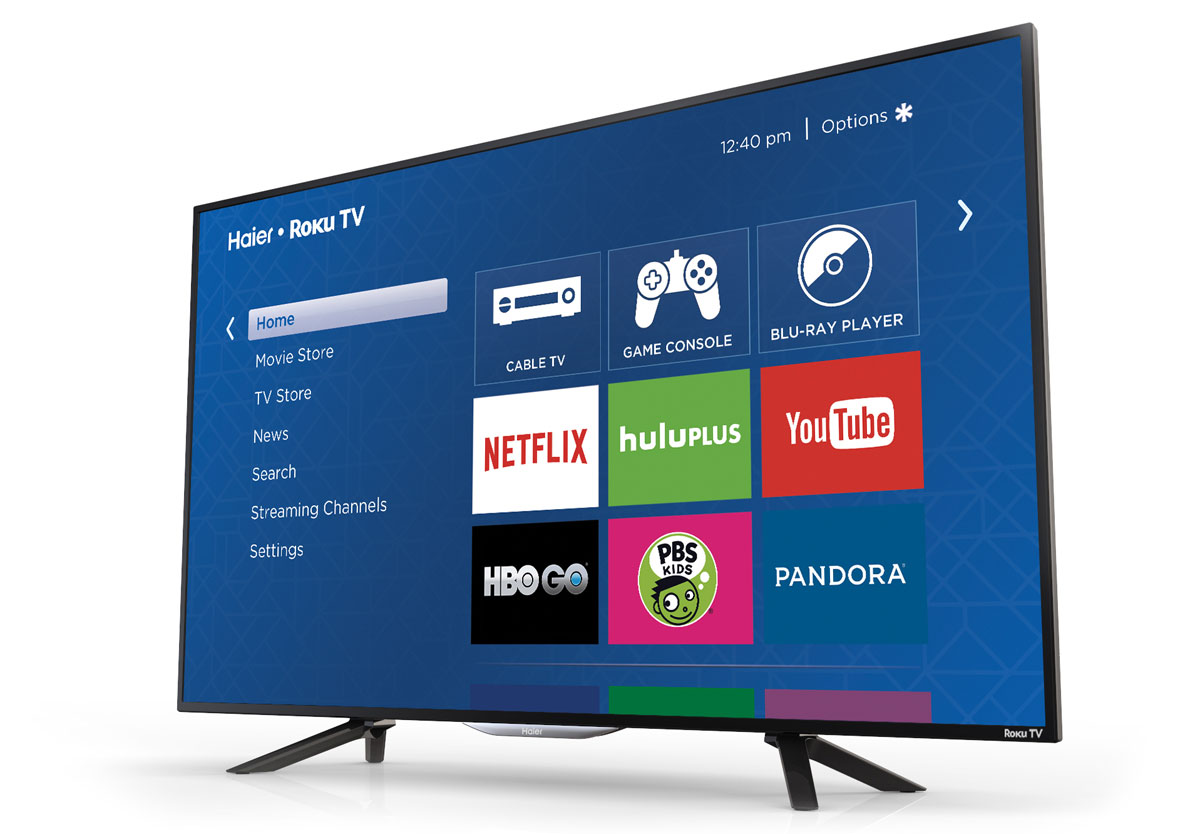 12:40 pm | Options *
Haier • Roku TV
Home
Movie Store
TV Store
News
Search
Streaming Channels
Settings
CABLE TV
GAME CONSOLE
BLU-RAY PLAYER
NETFLIX
huluPLUS
YouTube
HBO GO
PBS
KIDS
PANDORA
Haier
Roku TV